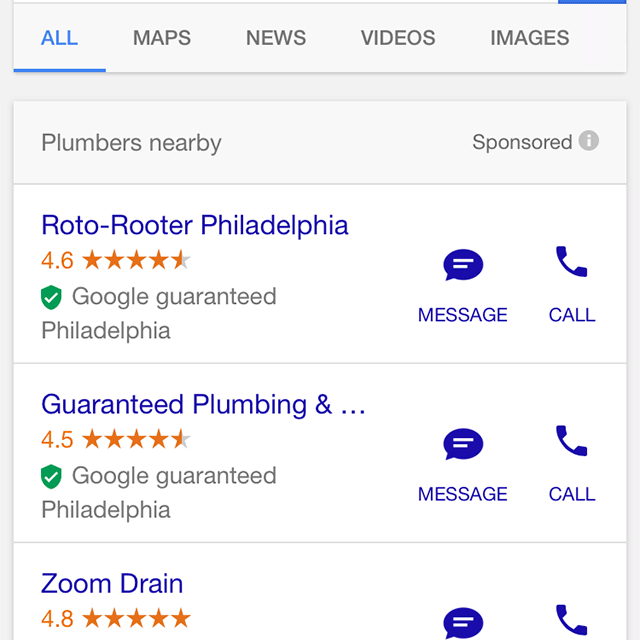 ALL MAPS NEWS VIDEOS IMAGES
Plumbers nearby Sponsored
Roto-Rooter Philadelphia
4.6
Google guaranteed
Philadelphia
MESSAGE CALL
Guaranteed Plumbing & …
4.5
Google guaranteed
Philadelphia
MESSAGE CALL
Zoom Drain
4.8